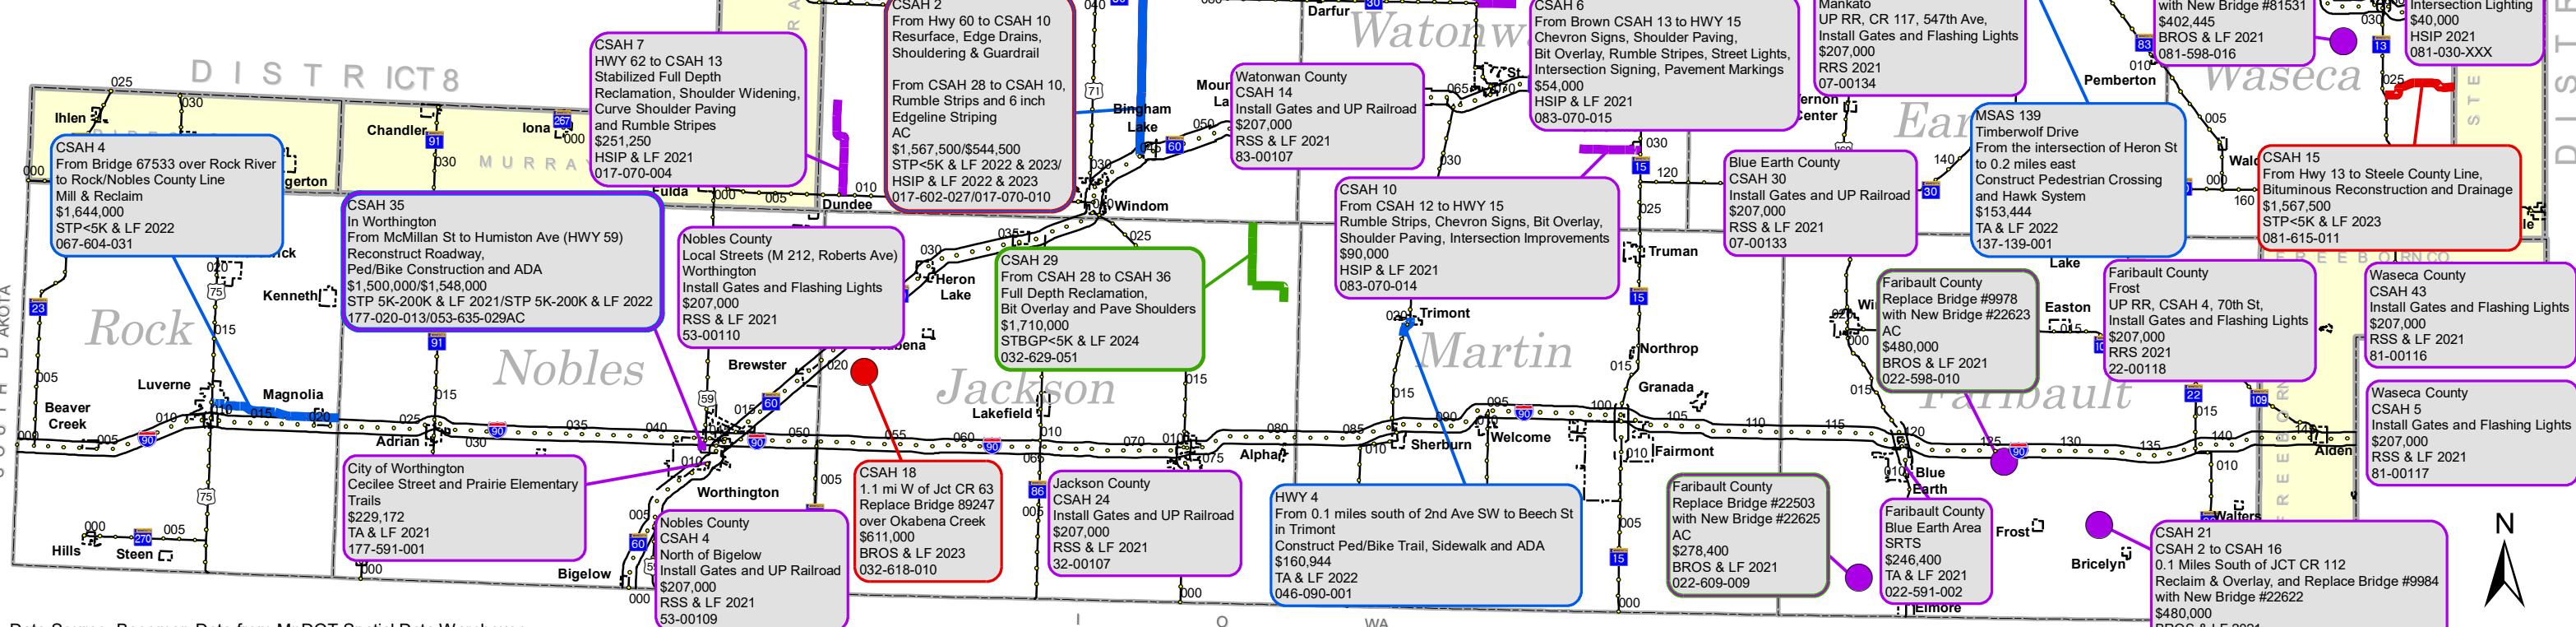 DISTRICT 8
CSAH 4
From Bridge 67533 over Rock River
to Rock/Nobles County Line
Mill & Reclaim
$1,644,000
STP<5K & LF 2022
067-604-031
CSAH 35
In Worthington
From McMillan St to Humiston Ave (HWY 59)
Reconstruct Roadway,
Ped/Bike Construction and ADA
$1,500,000/$1,548,000
STP 5K-200K & LF 2021/STP 5K-200K & LF 2022
177-020-013/053-635-029AC
CSAH 7
HWY 62 to CSAH 13
Stabilized Full Depth
Reclamation, Shoulder Widening,
Curve Shoulder Paving
and Rumble Stripes
$251,250
HSIP & LF 2021
017-070-004
CSAH 2
From Hwy 60 to CSAH 10
Resurface, Edge Drains,
Shouldering & Guardrail
From CSAH 28 to CSAH 10,
Rumble Strips and 6 inch
Edgeline Striping
AC
$1,567,500/$544,500
STP<5K & LF 2022 & 2023/
HSIP & LF 2022 & 2023
017-602-027/017-070-010
Nobles County
Local Streets (M 212, Roberts Ave)
Worthington
Install Gates and Flashing Lights
$207,000
RSS & LF 2021
53-00110
CSAH 29
From CSAH 28 to CSAH 36
Full Depth Reclamation,
Bit Overlay and Pave Shoulders
$1,710,000
STBGP<5K & LF 2024
032-629-051
Watonwan County
CSAH 14
Install Gates and UP Railroad
$207,000
RSS & LF 2021
83-00107
CSAH 6
From Brown CSAH 13 to HWY 15
Chevron Signs, Shoulder Paving,
Bit Overlay, Rumble Stripes, Street Lights,
Intersection Signing, Pavement Markings
$54,000
HSIP & LF 2021
083-070-015
CSAH 10
From CSAH 12 to HWY 15
Rumble Strips, Chevron Signs, Bit Overlay,
Shoulder Paving, Intersection Improvements
$90,000
HSIP & LF 2021
083-070-014
Mankato
UP RR, CR 117, 547th Ave,
Install Gates and Flashing Lights
$207,000
RRS 2021
07-00134
Blue Earth County
CSAH 30
Install Gates and UP Railroad
$207,000
RSS & LF 2021
07-00133
MSAS 139
Timberwolf Drive
From the intersection of Heron St
to 0.2 miles east
Construct Pedestrian Crossing
and Hawk System
$153,444
TA & LF 2022
137-139-001
with New Bridge #81531
$402,445
BROS & LF 2021
081-598-016
Intersection Lighting
$40,000
HSIP 2021
081-030-XXX
CSAH 15
From Hwy 13 to Steele County Line,
Bituminous Reconstruction and Drainage
$1,567,500
STP<5K & LF 2023
081-615-011
Faribault County
Replace Bridge #9978
with New Bridge #22623
AC
$480,000
BROS & LF 2021
022-598-010
Faribault County
Frost
UP RR, CSAH 4, 70th St,
Install Gates and Flashing Lights
$207,000
RRS 2021
22-00118
Waseca County
CSAH 43
Install Gates and Flashing Lights
$207,000
RSS & LF 2021
81-00116
Waseca County
CSAH 5
Install Gates and Flashing Lights
$207,000
RSS & LF 2021
81-00117
City of Worthington
Cecilee Street and Prairie Elementary
Trails
$229,172
TA & LF 2021
177-591-001
Nobles County
CSAH 4
North of Bigelow
Install Gates and UP Railroad
$207,000
RSS & LF 2021
53-00109
CSAH 18
1.1 mi W of Jct CR 63
Replace Bridge 89247
over Okabena Creek
$611,000
BROS & LF 2023
032-618-010
Jackson County
CSAH 24
Install Gates and UP Railroad
$207,000
RSS & LF 2021
32-00107
HWY 4
From 0.1 miles south of 2nd Ave SW to Beech St
in Trimont
Construct Ped/Bike Trail, Sidewalk and ADA
$160,944
TA & LF 2022
046-090-001
Faribault County
Replace Bridge #22503
with New Bridge #22625
AC
$278,400
BROS & LF 2021
022-609-009
Faribault County
Blue Earth Area
SRTS
$246,400
TA & LF 2021
022-591-002
CSAH 21
CSAH 2 to CSAH 16
0.1 Miles South of JCT CR 112
Reclaim & Overlay, and Replace Bridge #9984
with New Bridge #22622
$480,000
Rock
Nobles
Jackson
Martin
Faribault
Waseca
MURRAY
Ihlen
Chandler
Iona
Fulda
Dundee
Windom
Bingham
Lake
Darfur
Pemberton
Kenneth
Luverne
Magnolia
Beaver
Creek
Adrian
Hills
Steen
Brewster
Worthington
Bigelow
Heron
Lake
Lakefield
Alpha
Trimont
Sherburn
Welcome
Truman
Northrop
Granada
Fairmont
Easton
Blue
Earth
Elmore
Frost
Bricelyn
Walters
Alden
N